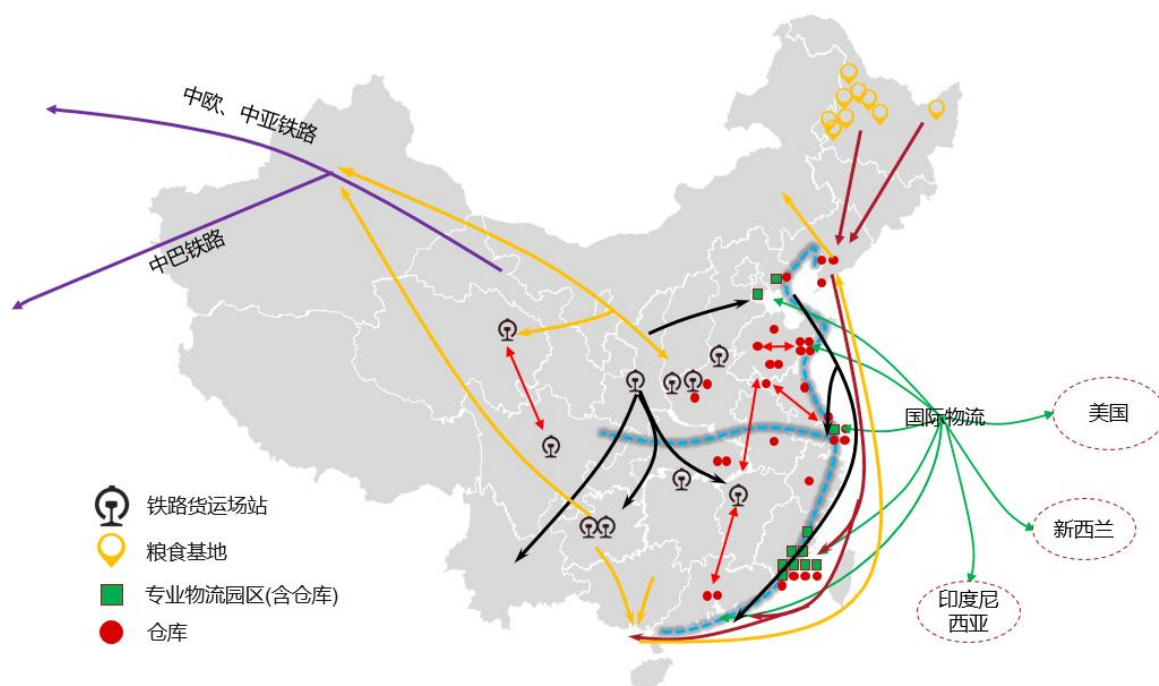 中欧、中亚铁路
中巴铁路
国际物流
美国
新西兰
印度尼
西亚
铁路货运场站
粮食基地
专业物流园区(含仓库)
仓库